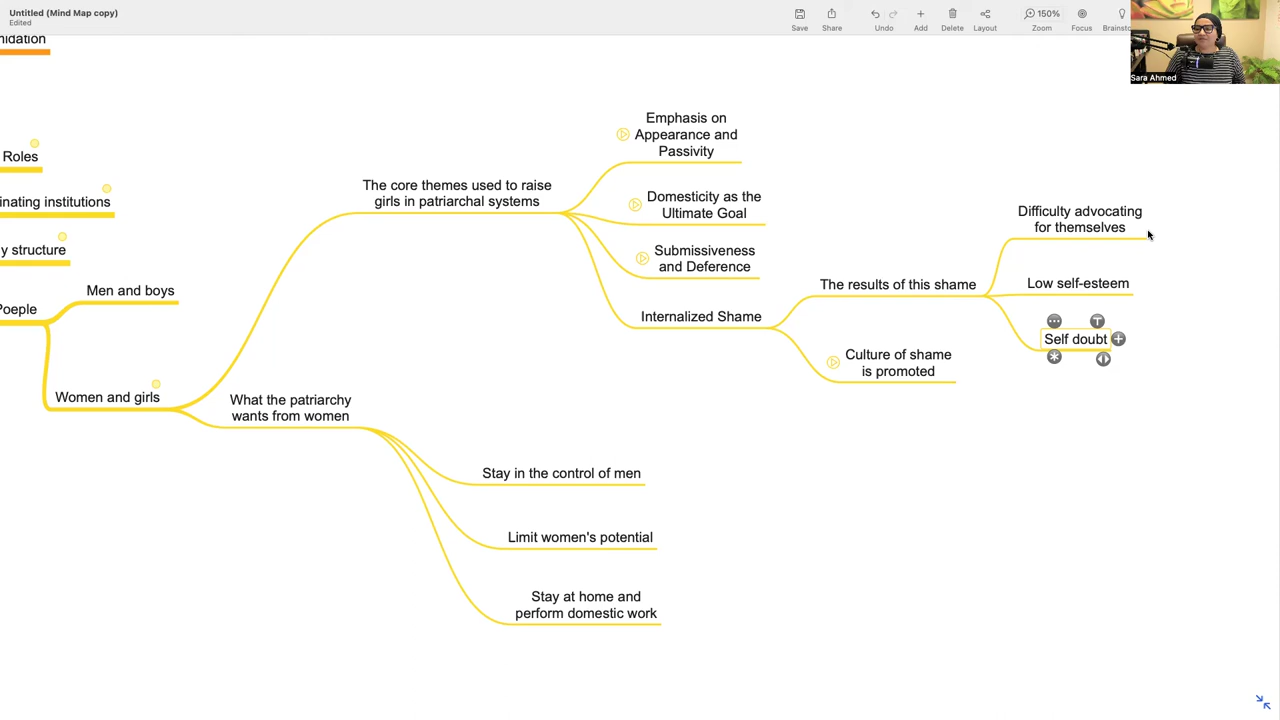 Untitled (Mind Map copy)
Edited
Save
Share
Undo
Add
Delete
Layout
150%
Zoom
Focus
Sara Ahmed
Roles
inating institutions
y structure
Poeple
Men and boys
Women and girls
The core themes used to raise
girls in patriarchal systems
Emphasis on
Appearance and
Passivity
Domesticity as the
Ultimate Goal
Submissiveness
and Deference
Internalized Shame
The results of this shame
Difficulty advocating
for themselves
Low self-esteem
Self doubt
Culture of shame
is promoted
What the patriarchy
wants from women
Stay in the control of men
Limit women's potential
Stay at home and
perform domestic work